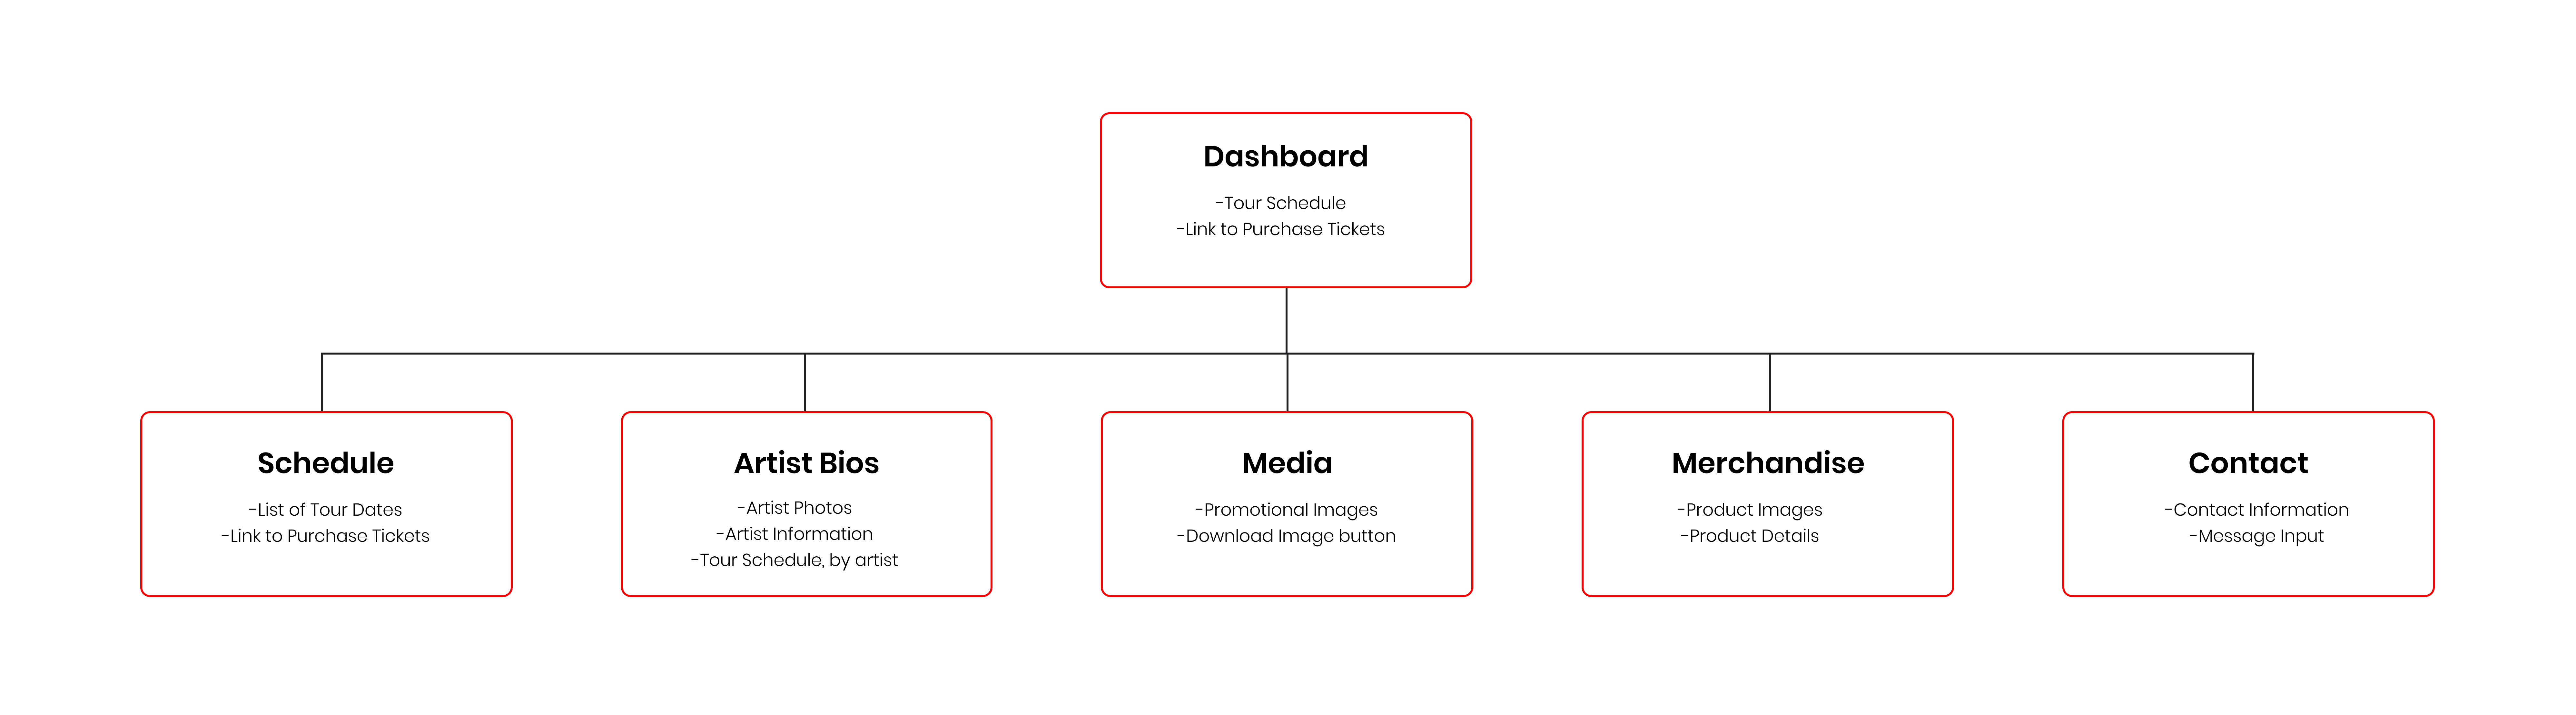 Dashboard
-Tour Schedule
-Link to Purchase Tickets
Schedule
-List of Tour Dates
-Link to Purchase Tickets
Artist Bios
-Artist Photos
-Artist Information
-Tour Schedule, by artist
Media
-Promotional Images
-Download Image button
Merchandise
-Product Images
-Product Details
Contact
-Contact Information
-Message Input